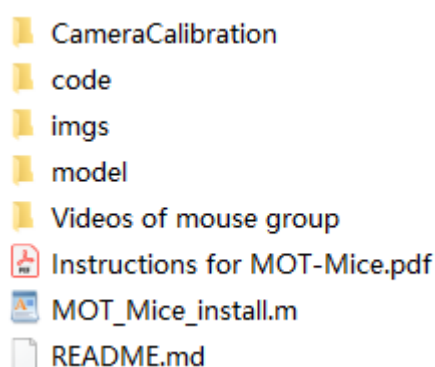 CameraCalibration
code
imgs
model
Videos of mouse group
Instructions for MOT-Mice.pdf
MOT_Mice_install.m
README.md